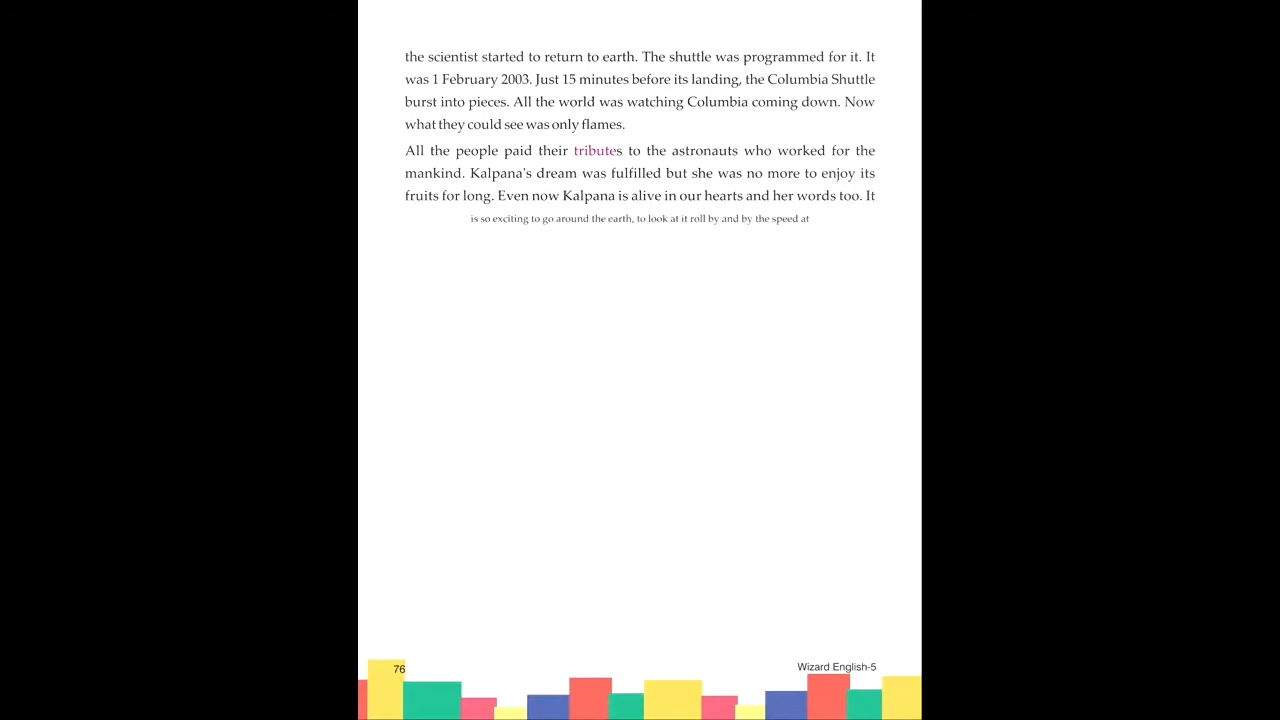 the scientist started to return to earth. The shuttle was programmed for it. It
was 1 February 2003. Just 15 minutes before its landing, the Columbia Shuttle
burst into pieces. All the world was watching Columbia coming down. Now
what they could see was only flames.
All the people paid their tributes to the astronauts who worked for the
mankind. Kalpana's dream was fulfilled but she was no more to enjoy its
fruits for long. Even now Kalpana is alive in our hearts and her words too. It
is so exciting to go around the earth, to look at it roll by and by the speed at
76
Wizard English-5